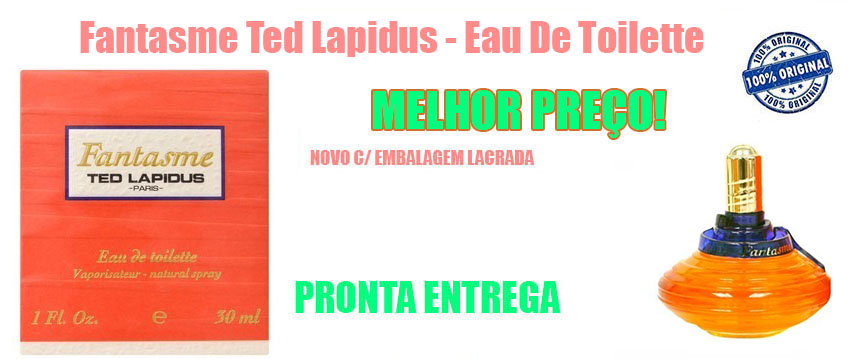 Fantasme Ted Lapidus - Eau De Toilette
100% ORIGINAL
100% ORIGINAL
100% ORIGINAL
MELHOR PREÇO!
NOVO C/ EMBALAGEM LACRADA
Fantasme
TED LAPIDUS
-PARIS-
Eau de toilette
Vaporisateur - natural spray
1 Fl. Oz. e 30 ml
Fantasme
PRONTA ENTREGA